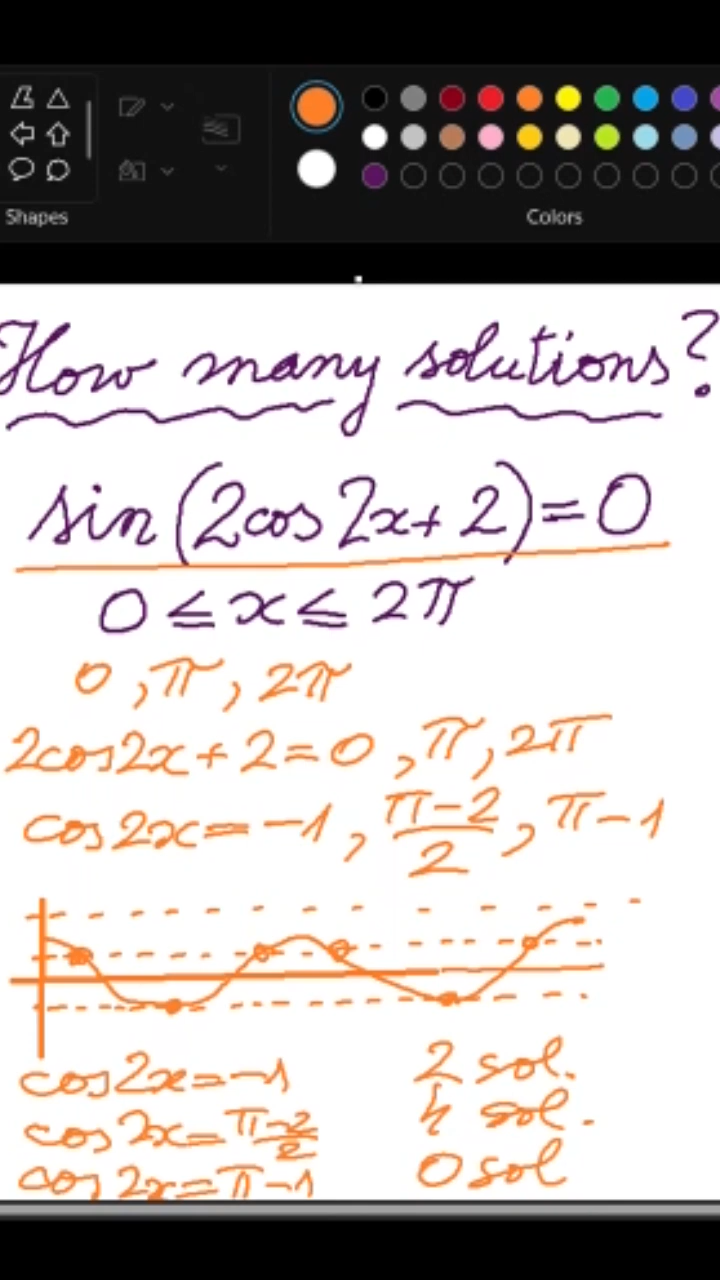 Shapes
Colors
How many solutions?
sin(2cos2x+2)=0
0≤x≤2π
0,π,2π
2cos2x+2=0,π,2π
cos2x=-1,(π-2)/2,π-1
cos2x=-1 2 sol.
cos2x=(π-2)/2 4 sol.
cos2x=π-1 0 sol